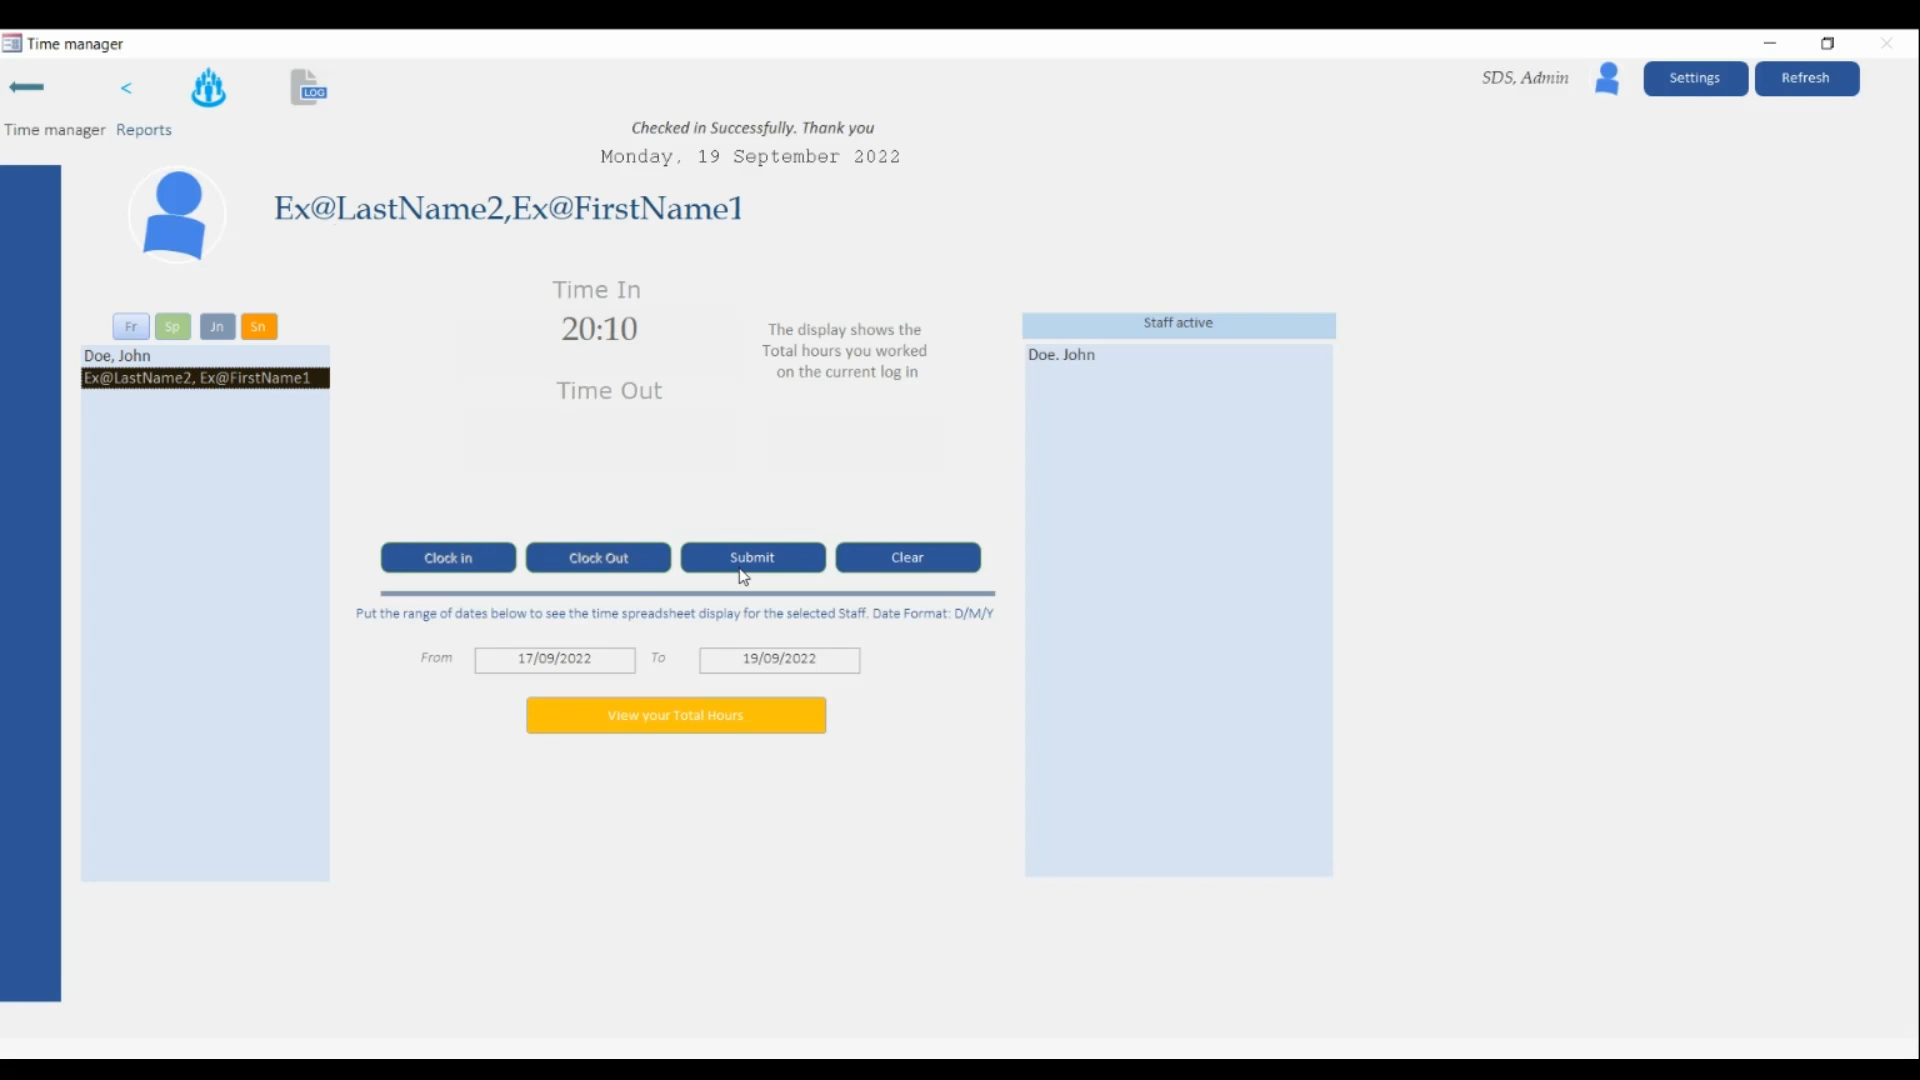 Time manager
<
LOG
SDS, Admin
Settings
Refresh
Time manager
Reports
Checked in Successfully. Thank you
Monday, 19 September 2022
Ex@LastName2,Ex@FirstName1
Time In
20:10
Time Out
The display shows the
Total hours you worked
on the current log in
Fr
Sp
Jn
Sn
Doe, John
Ex@LastName2, Ex@FirstName1
Staff active
Doe. John
Clock in
Clock Out
Submit
Clear
Put the range of dates below to see the time spreadsheet display for the selected Staff. Date Format: D/M/Y
From
17/09/2022
To
19/09/2022
View your Total Hours